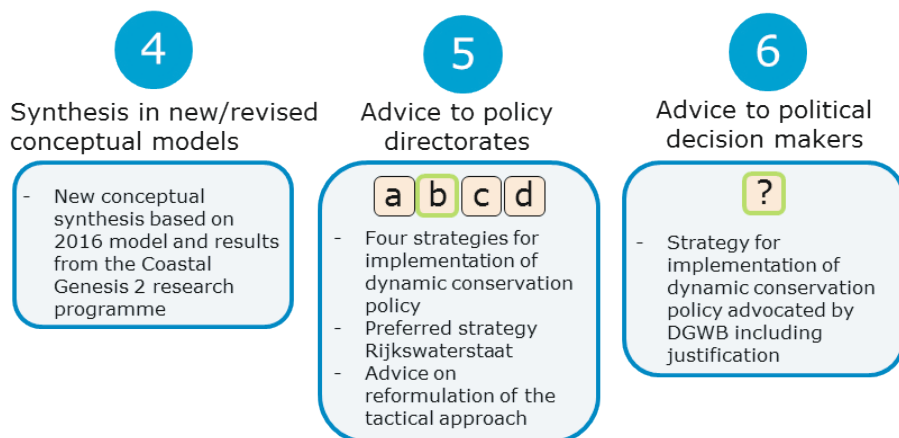 4
Synthesis in new/revised
conceptual models
- New conceptual
synthesis based on
2016 model and results
from the Coastal
Genesis 2 research
programme
5
Advice to policy
directorates
a b c d
- Four strategies for
implementation of
dynamic conservation
policy
- Preferred strategy
Rijkswaterstaat
- Advice on
reformulation of the
tactical approach
6
Advice to political
decision makers
?
- Strategy for
implementation of
dynamic conservation
policy advocated by
DGWB including
justification